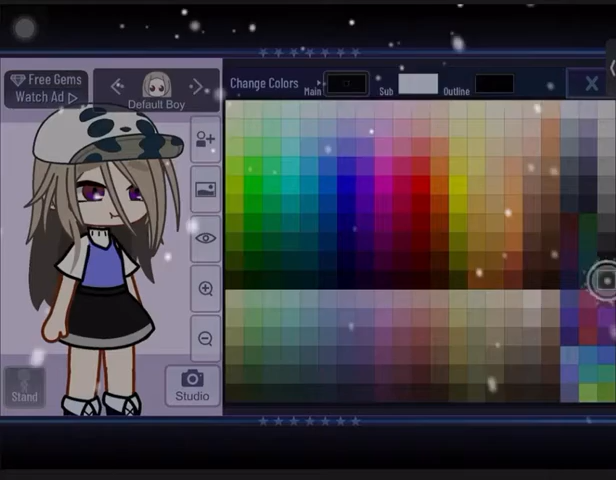 Free Gems
Watch Ad
Default Boy
Change Colors
Main
Sub
Outline
X
Stand
Studio